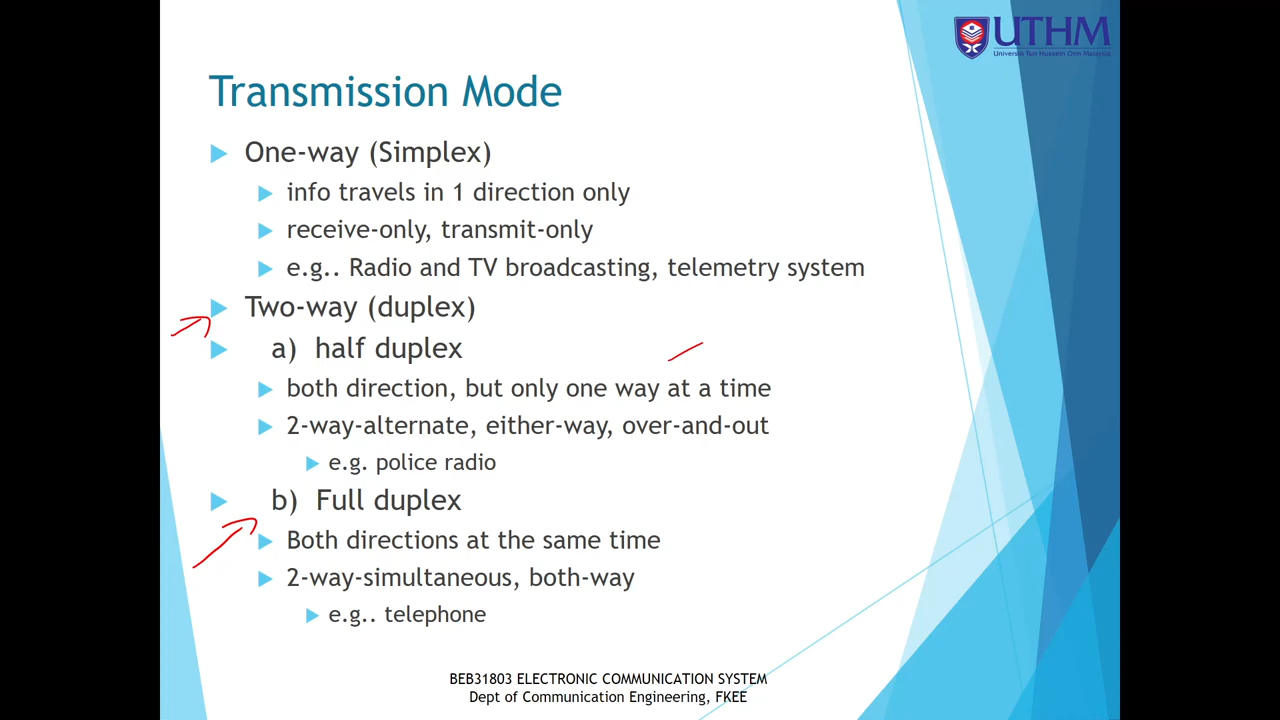 UTHM
Universiti Tun Hussein Onn Malaysia
Transmission Mode
One-way (Simplex)
info travels in 1 direction only
receive-only, transmit-only
e.g.. Radio and TV broadcasting, telemetry system
Two-way (duplex)
a) half duplex
both direction, but only one way at a time
2-way-alternate, either-way, over-and-out
e.g. police radio
b) Full duplex
Both directions at the same time
2-way-simultaneous, both-way
e.g.. telephone
BEB31803 ELECTRONIC COMMUNICATION SYSTEM
Dept of Communication Engineering, FKEE